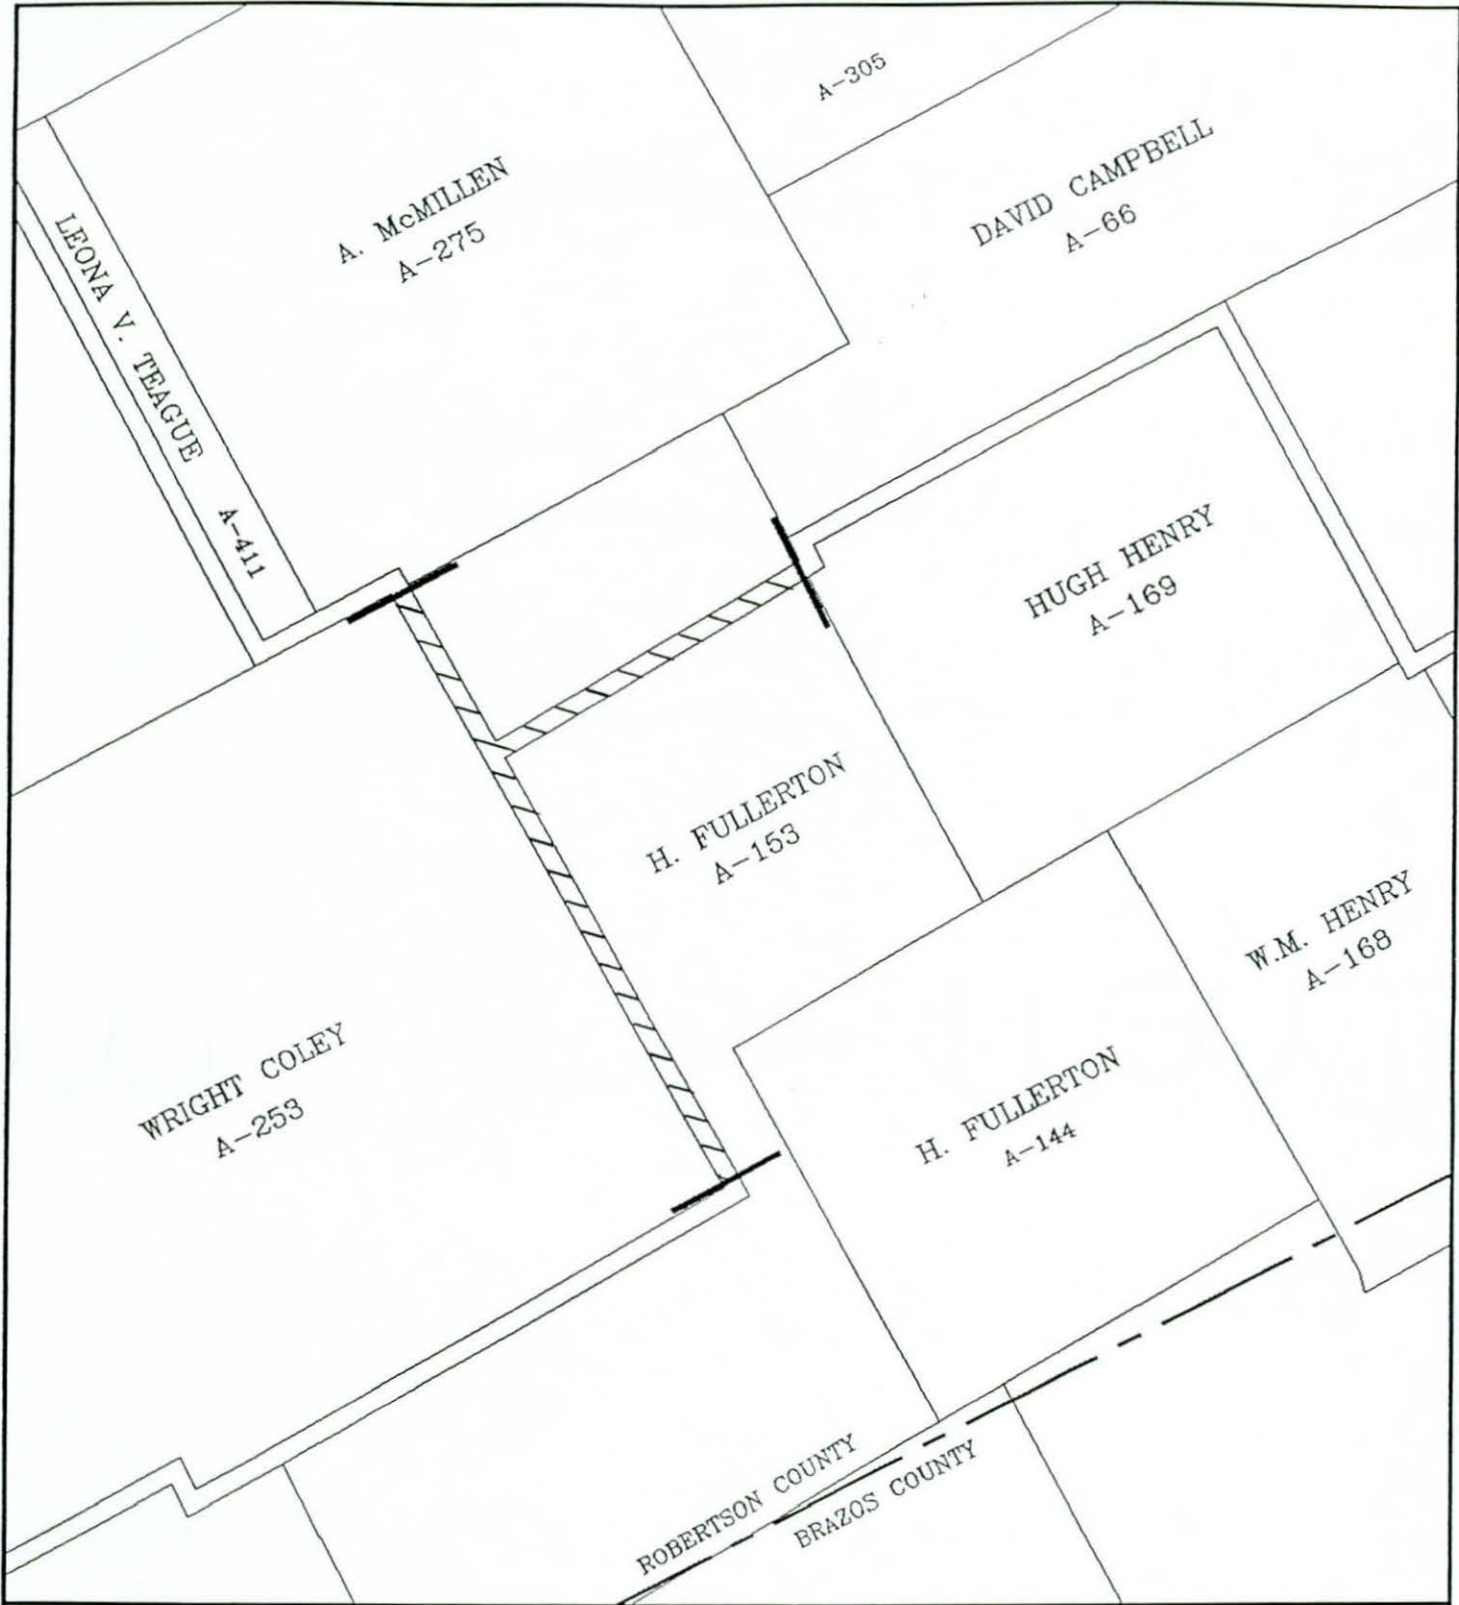 A-305
DAVID CAMPBELL
A-66
A. McMILLEN
A-275
LEONA V. TEAGUE A-411
HUGH HENRY
A-169
H. FULLERTON
A-153
W.M. HENRY
A-168
WRIGHT COLEY
A-253
H. FULLERTON
A-144
ROBERTSON COUNTY
BRAZOS COUNTY